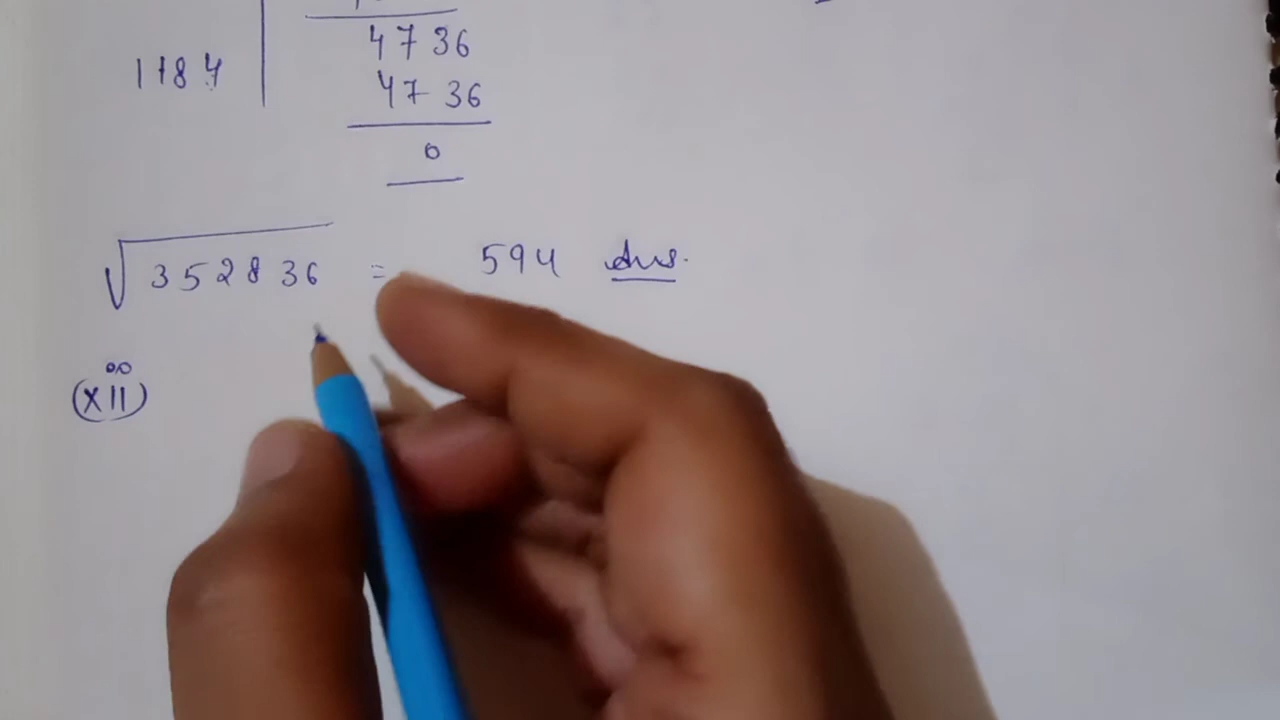 4736
1184 4736
0
√352836 = 594 Ans.
(XII)